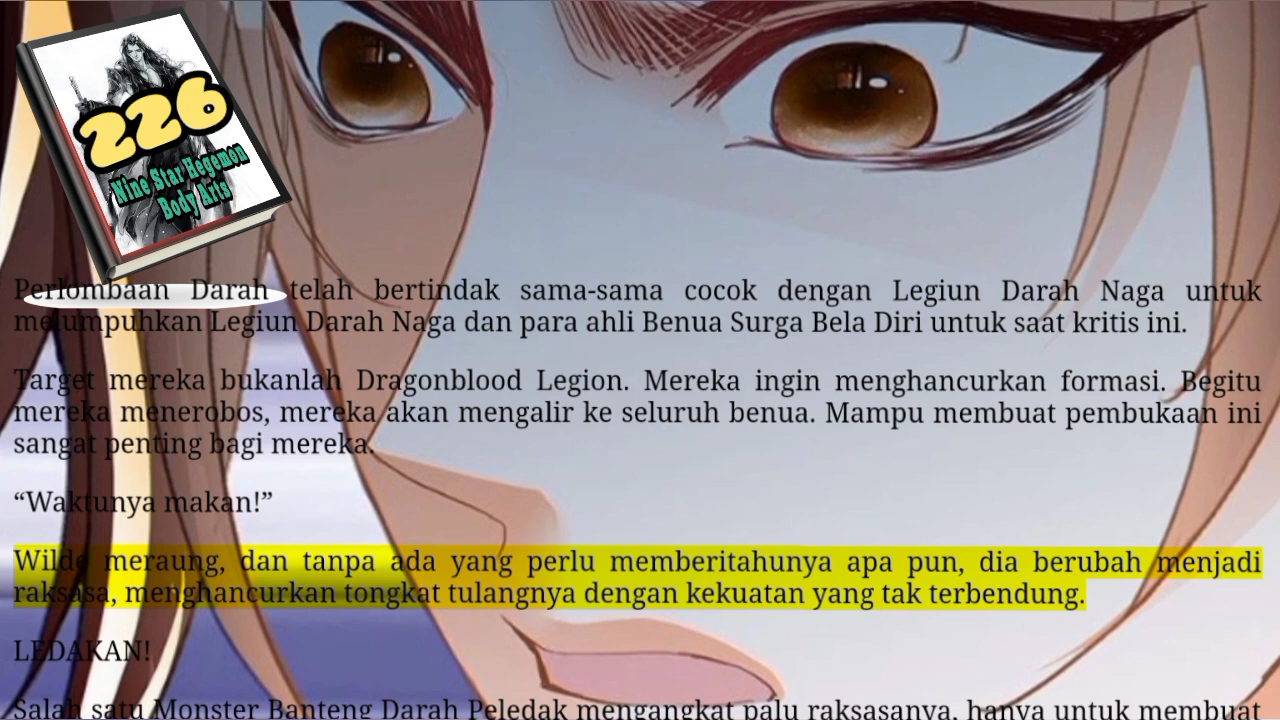 226
Nine Star Hegemon
Body Arts
Perlombaan Darah telah bertindak sama-sama cocok dengan Legiun Darah Naga untuk
melumpuhkan Legiun Darah Naga dan para ahli Benua Surga Bela Diri untuk saat kritis ini.
Target mereka bukanlah Dragonblood Legion. Mereka ingin menghancurkan formasi. Begitu
mereka menerobos, mereka akan mengalir ke seluruh benua. Mampu membuat pembukaan ini
sangat penting bagi mereka.
“Waktunya makan!”
Wilde meraung, dan tanpa ada yang perlu memberitahunya apa pun, dia berubah menjadi
raksasa, menghancurkan tongkat tulangnya dengan kekuatan yang tak terbendung.
LEDAKAN!
Salah satu Monster Banteng Darah Peledak mengangkat palu raksasanya, hanya untuk membuat